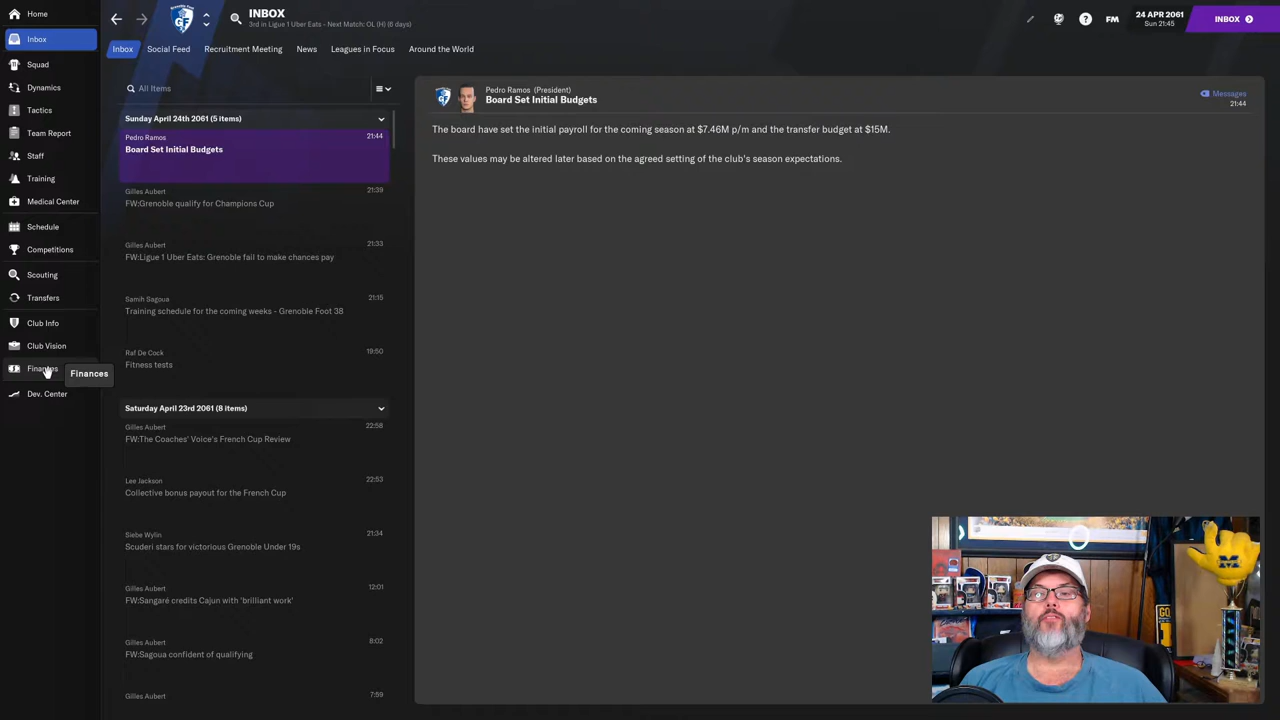 Home
Inbox
Squad
Dynamics
Tactics
Team Report
Staff
Training
Medical Center
Schedule
Competitions
Scouting
Transfers
Club Info
Club Vision
Finances
Finances
Dev. Center
GF
INBOX
3rd in Ligue 1 Uber Eats - Next Match: OL (H) (6 days)
FM
24 APR 2061
Sun 21:45
INBOX
Inbox
Social Feed
Recruitment Meeting
News
Leagues in Focus
Around the World
All Items
Sunday April 24th 2061 (5 items)
Pedro Ramos
21:44
Board Set Initial Budgets
Gilles Aubert
21:39
FW:Grenoble qualify for Champions Cup
Gilles Aubert
21:33
FW:Ligue 1 Uber Eats: Grenoble fail to make chances pay
Samih Sagoua
21:15
Training schedule for the coming weeks - Grenoble Foot 38
Raf De Cock
19:50
Fitness tests
Saturday April 23rd 2061 (8 items)
Gilles Aubert
22:58
FW:The Coaches' Voice's French Cup Review
Lee Jackson
22:53
Collective bonus payout for the French Cup
Siebe Wylin
21:34
Scuderi stars for victorious Grenoble Under 19s
Gilles Aubert
12:01
FW:Sangaré credits Cajun with 'brilliant work'
Gilles Aubert
8:02
FW:Sagoua confident of qualifying
Gilles Aubert
7:59
Pedro Ramos (President)
Board Set Initial Budgets
Messages
21:44
The board have set the initial payroll for the coming season at $7.46M p/m and the transfer budget at $15M.
These values may be altered later based on the agreed setting of the club's season expectations.
M
GO